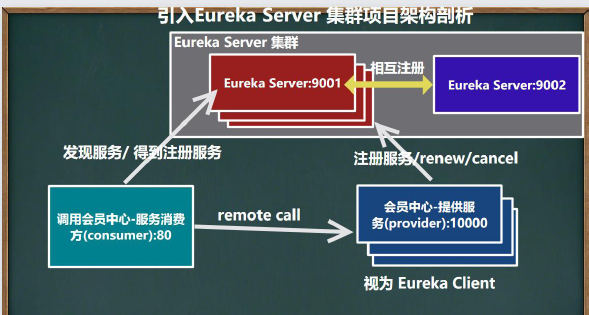 引入Eureka Server 集群项目架构剖析
Eureka Server 集群
Eureka Server:9001
相互注册
Eureka Server:9002
发现服务/ 得到注册服务
注册服务/renew/cancel
调用会员中心-服务消费
方(consumer):80
remote call
会员中心-提供服
务(provider):10000
视为 Eureka Client